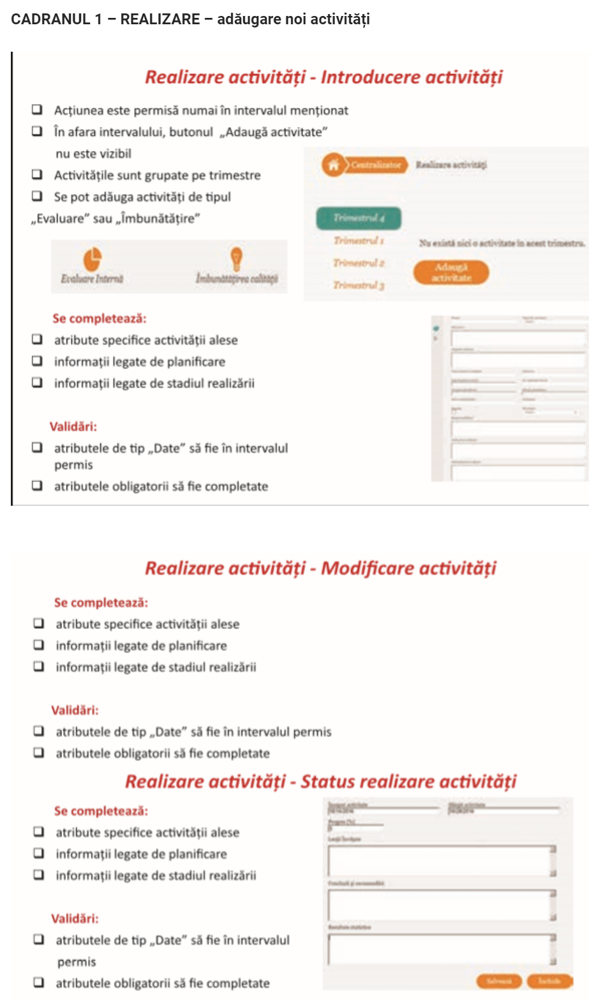 CADRANUL 1 – REALIZARE – adăugare noi activități
Realizare activități - Introducere activități
Acțiunea este permisă numai în intervalul menționat
În afara intervalului, butonul „Adaugă activitate”
nu este vizibil
Activitățile sunt grupate pe trimestre
Se pot adăuga activități de tipul
„Evaluare” sau „Îmbunătățire”
Centralizator Realizare activități
Trimestrul 4
Trimestrul 1
Nu există nici o activitate în acest trimestru.
Trimestrul 2
Adaugă
activitate
Trimestrul 3
Evaluare Internă
Îmbunătățirea calității
Se completează:
atribute specifice activității alese
informații legate de planificare
informații legate de stadiul realizării
Validări:
atributele de tip „Date” să fie în intervalul
permis
atributele obligatorii să fie completate
Realizare activități - Modificare activități
Se completează:
atribute specifice activității alese
informații legate de planificare
informații legate de stadiul realizării
Validări:
atributele de tip „Date” să fie în intervalul permis
atributele obligatorii să fie completate
Realizare activități - Status realizare activități
Se completează:
atribute specifice activității alese
informații legate de planificare
informații legate de stadiul realizării
Validări:
atributele de tip „Date” să fie în intervalul
permis
atributele obligatorii să fie completate
Lecții învățate
Concluzii și recomandări
Rezultate statistice
Salvează
Închide